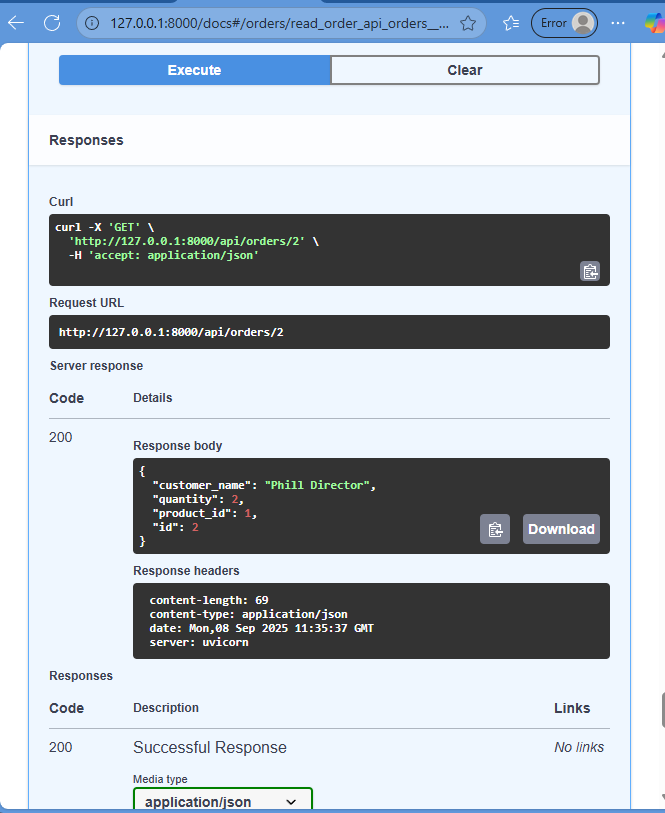 127.0.0.1:8000/docs#/orders/read_order_api_orders__...
Error
Execute
Clear
Responses
Curl
curl -X 'GET' \
'http://127.0.0.1:8000/api/orders/2' \
-H 'accept: application/json'
Request URL
http://127.0.0.1:8000/api/orders/2
Server response
Code Details
200
Response body
{
"customer_name": "Phill Director",
"quantity": 2,
"product_id": 1,
"id": 2
}
Download
Response headers
content-length: 69
content-type: application/json
date: Mon,08 Sep 2025 11:35:37 GMT
server: uvicorn
Responses
Code Description Links
200 Successful Response No links
Media type
application/json